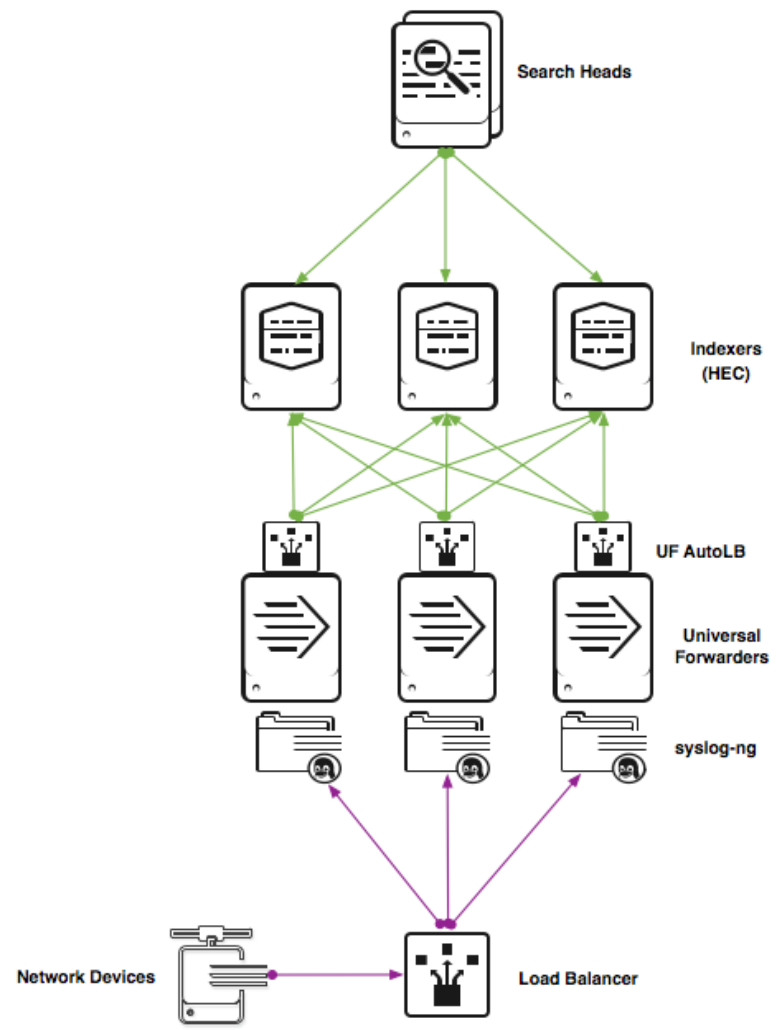 Search Heads
Indexers
(HEC)
UF AutoLB
Universal
Forwarders
syslog-ng
Network Devices
Load Balancer